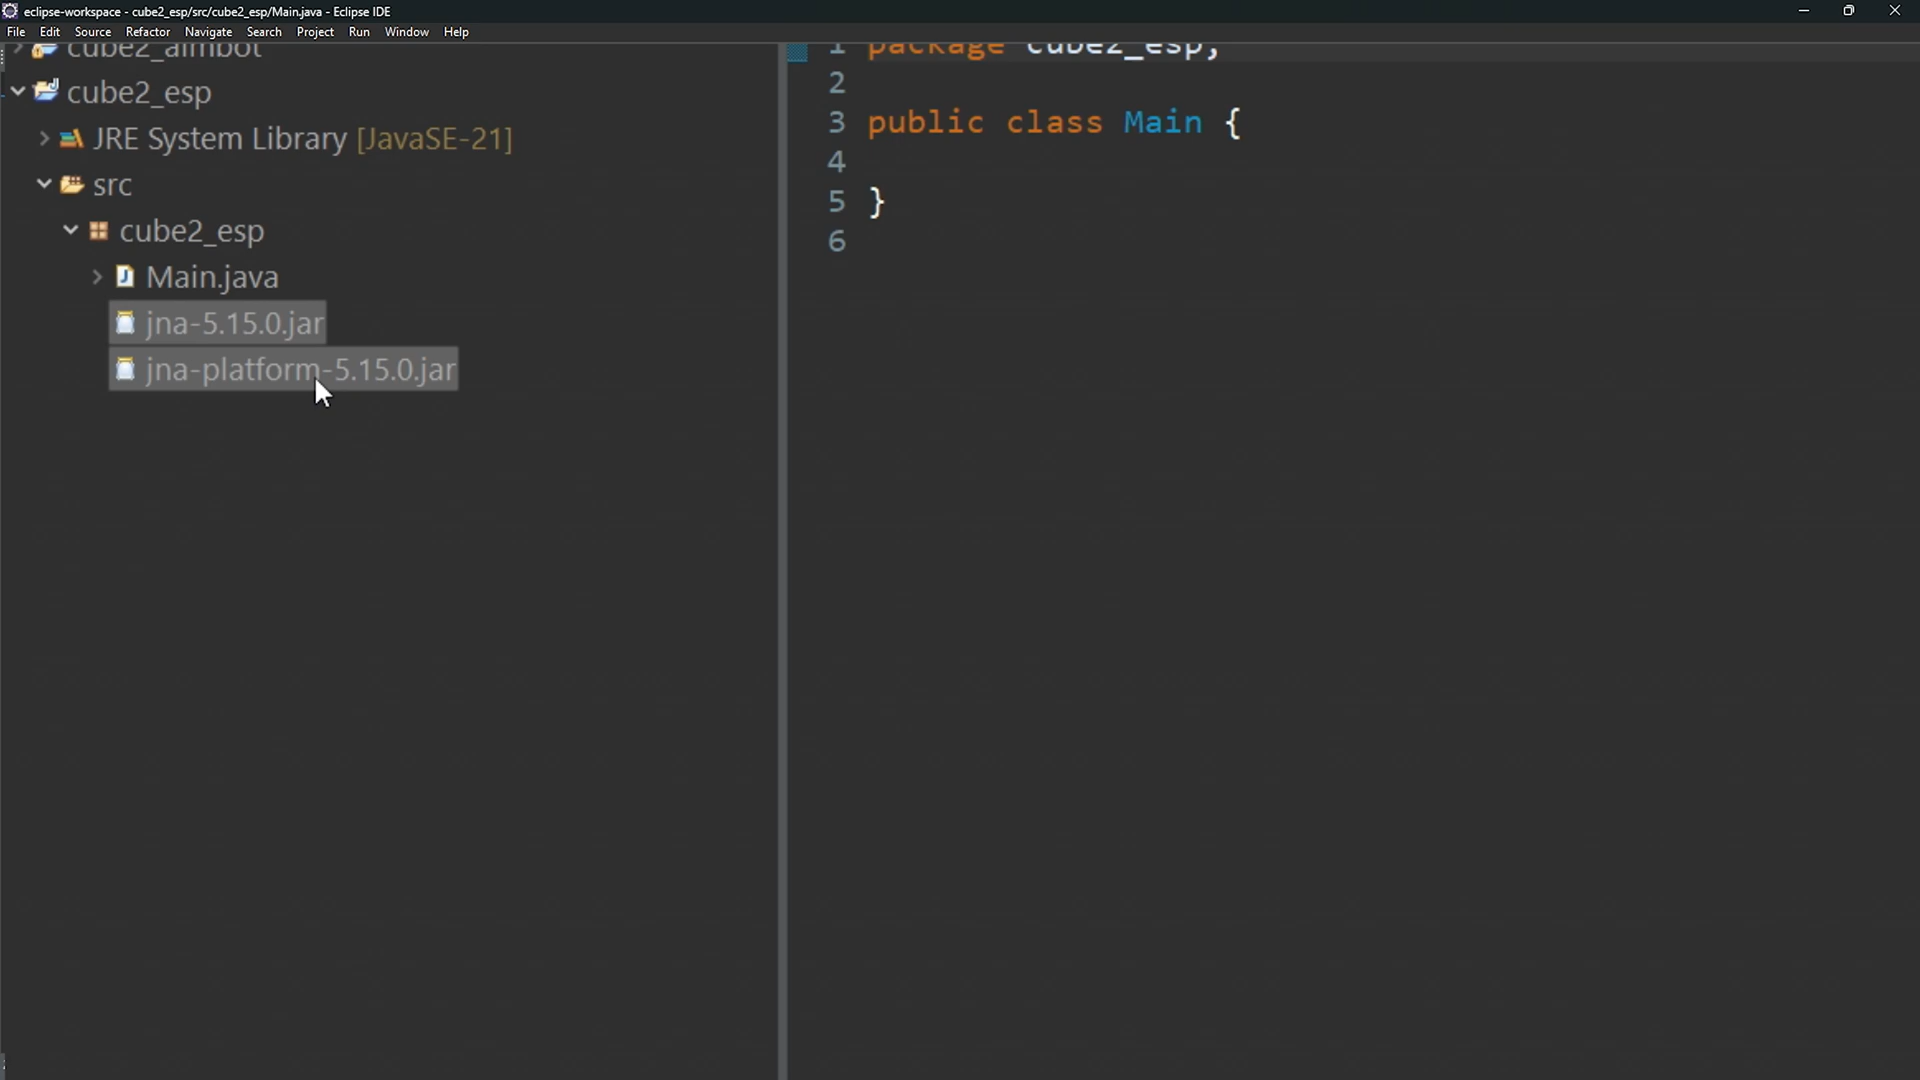 eclipse-workspace - cube2_esp/src/cube2_esp/Main.java - Eclipse IDE
File Edit Source Refactor Navigate Search Project Run Window Help
cube2_aimbot
cube2_esp
JRE System Library [JavaSE-21]
src
cube2_esp
Main.java
jna-5.15.0.jar
jna-platform-5.15.0.jar
1 package cube2_esp;
2
3 public class Main {
4
5 }
6